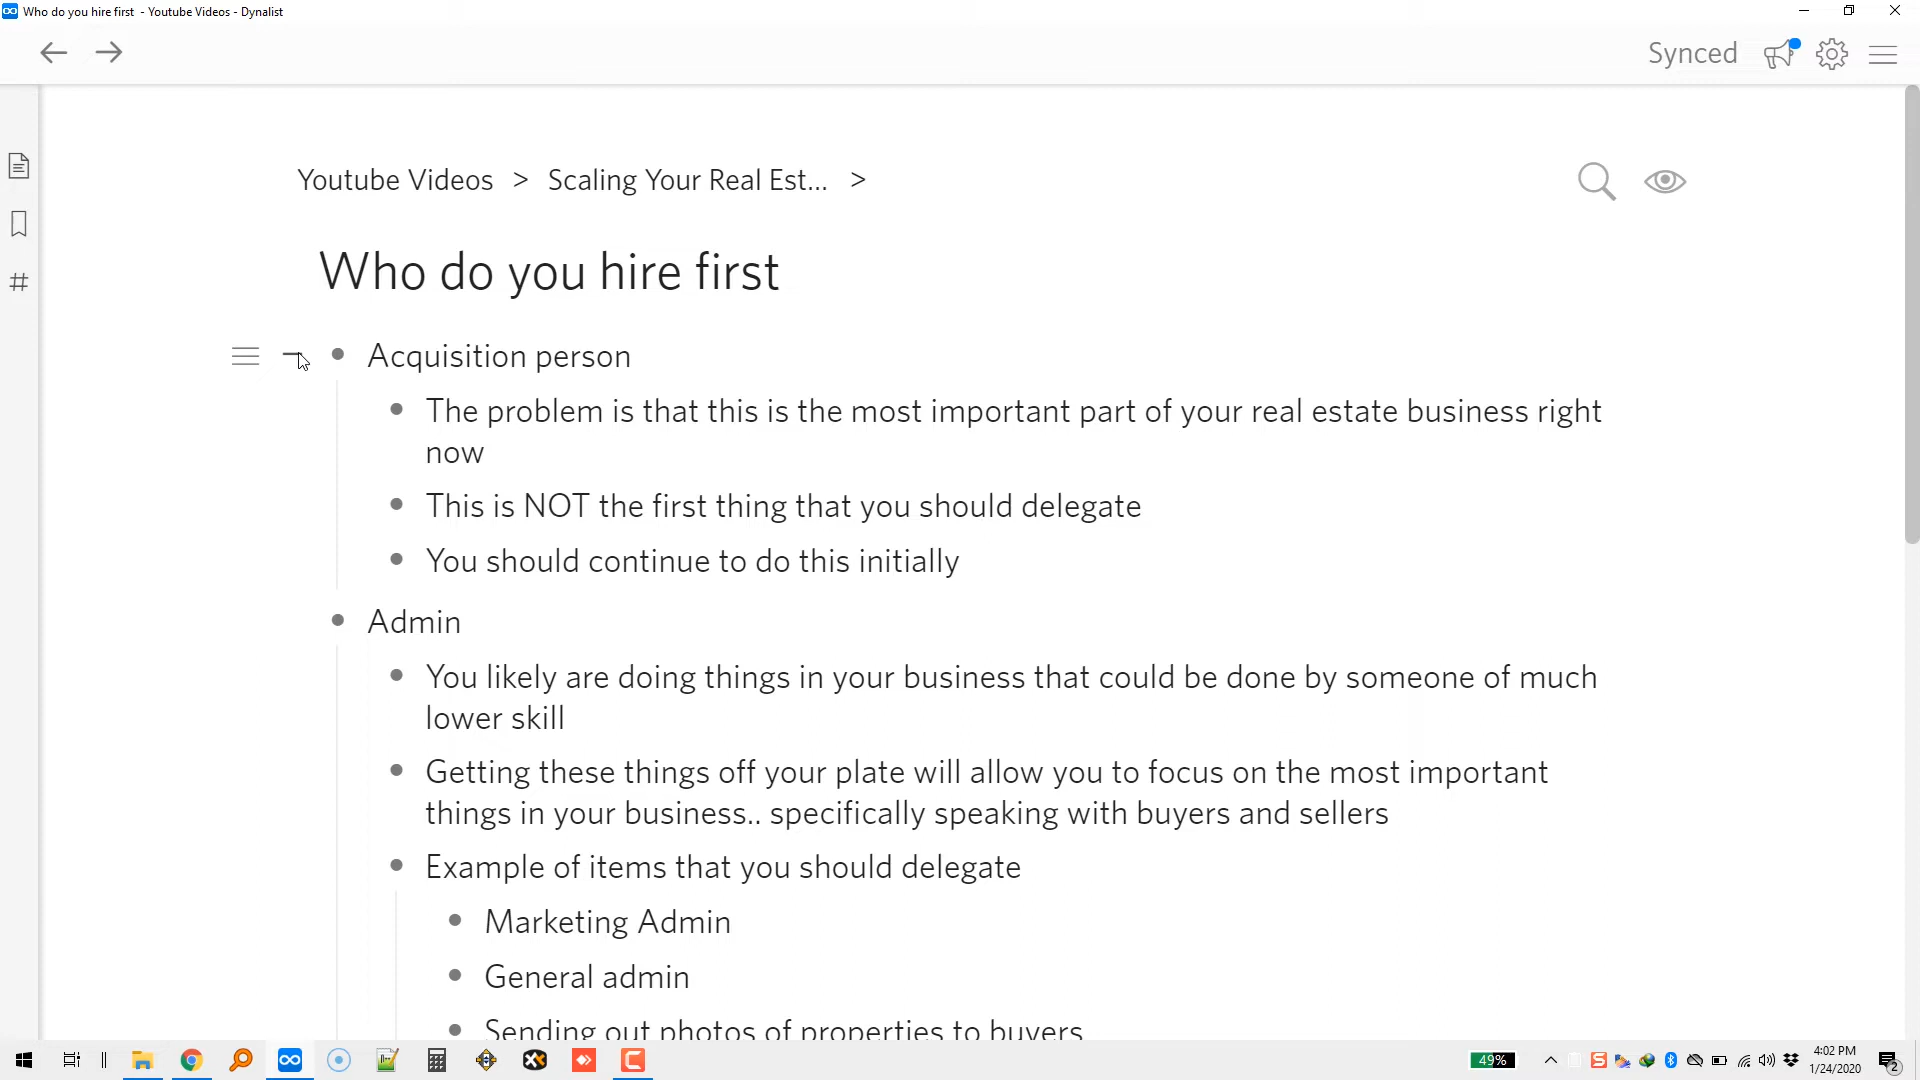 Who do you hire first - Youtube Videos - Dynalist
Synced
Youtube Videos > Scaling Your Real Est... >
Who do you hire first
Acquisition person
The problem is that this is the most important part of your real estate business right
now
This is NOT the first thing that you should delegate
You should continue to do this initially
Admin
You likely are doing things in your business that could be done by someone of much
lower skill
Getting these things off your plate will allow you to focus on the most important
things in your business.. specifically speaking with buyers and sellers
Example of items that you should delegate
Marketing Admin
General admin
Sending out photos of properties to buyers
49%
4:02 PM
1/24/2020
2